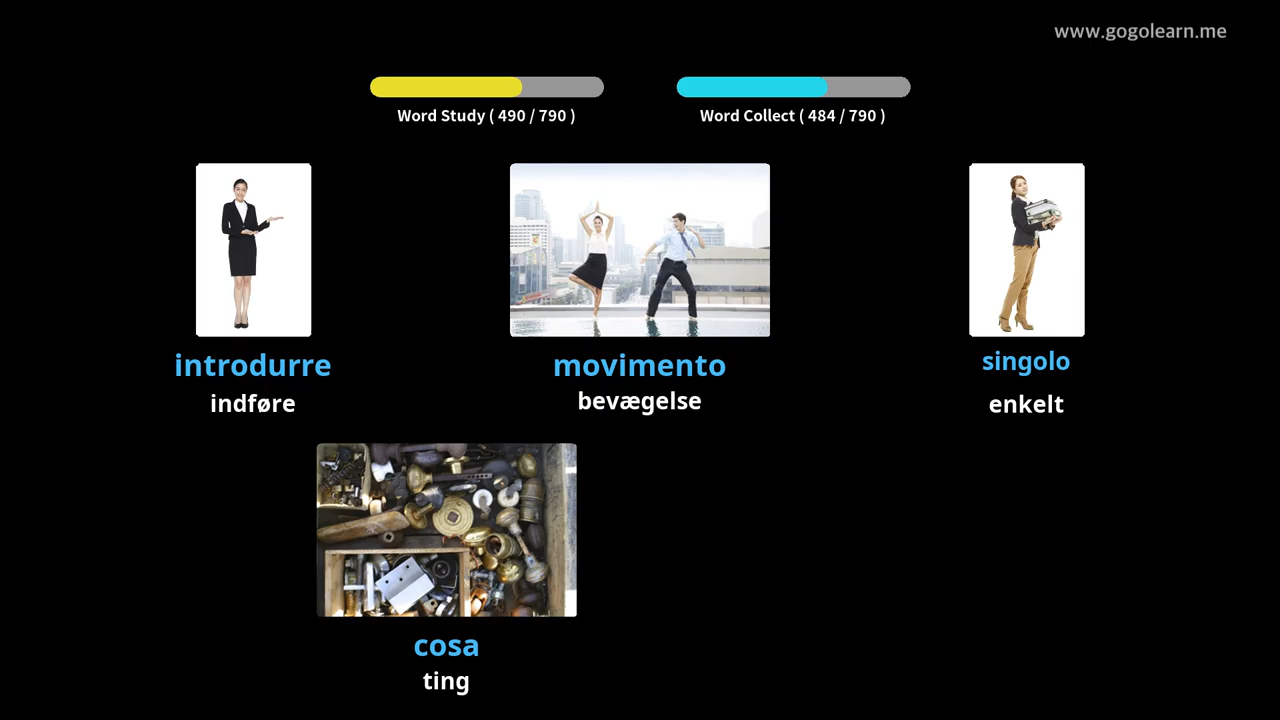 www.gogolearn.me
Word Study ( 490 / 790 )
Word Collect ( 484 / 790 )
introdurre
indføre
movimento
bevægelse
singolo
enkelt
cosa
ting